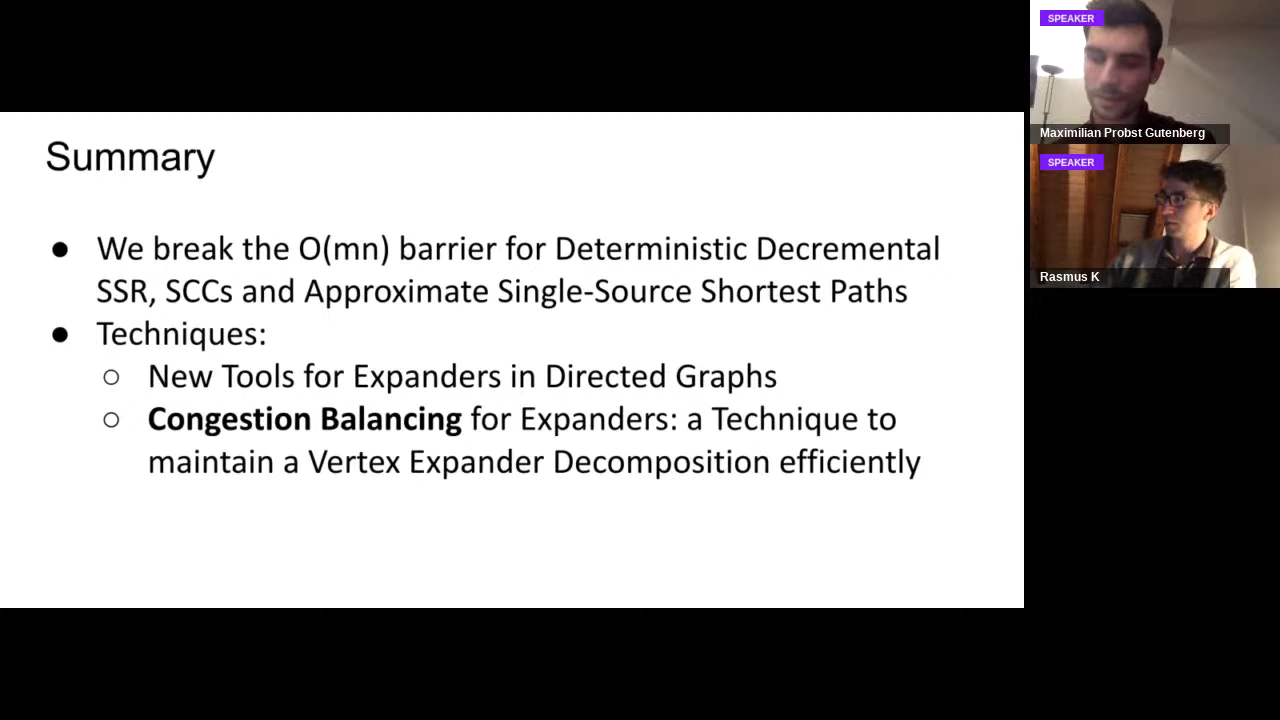 Summary
● We break the O(mn) barrier for Deterministic Decremental
SSR, SCCs and Approximate Single-Source Shortest Paths
● Techniques:
○ New Tools for Expanders in Directed Graphs
○ Congestion Balancing for Expanders: a Technique to
maintain a Vertex Expander Decomposition efficiently
SPEAKER
Maximilian Probst Gutenberg
SPEAKER
Rasmus K